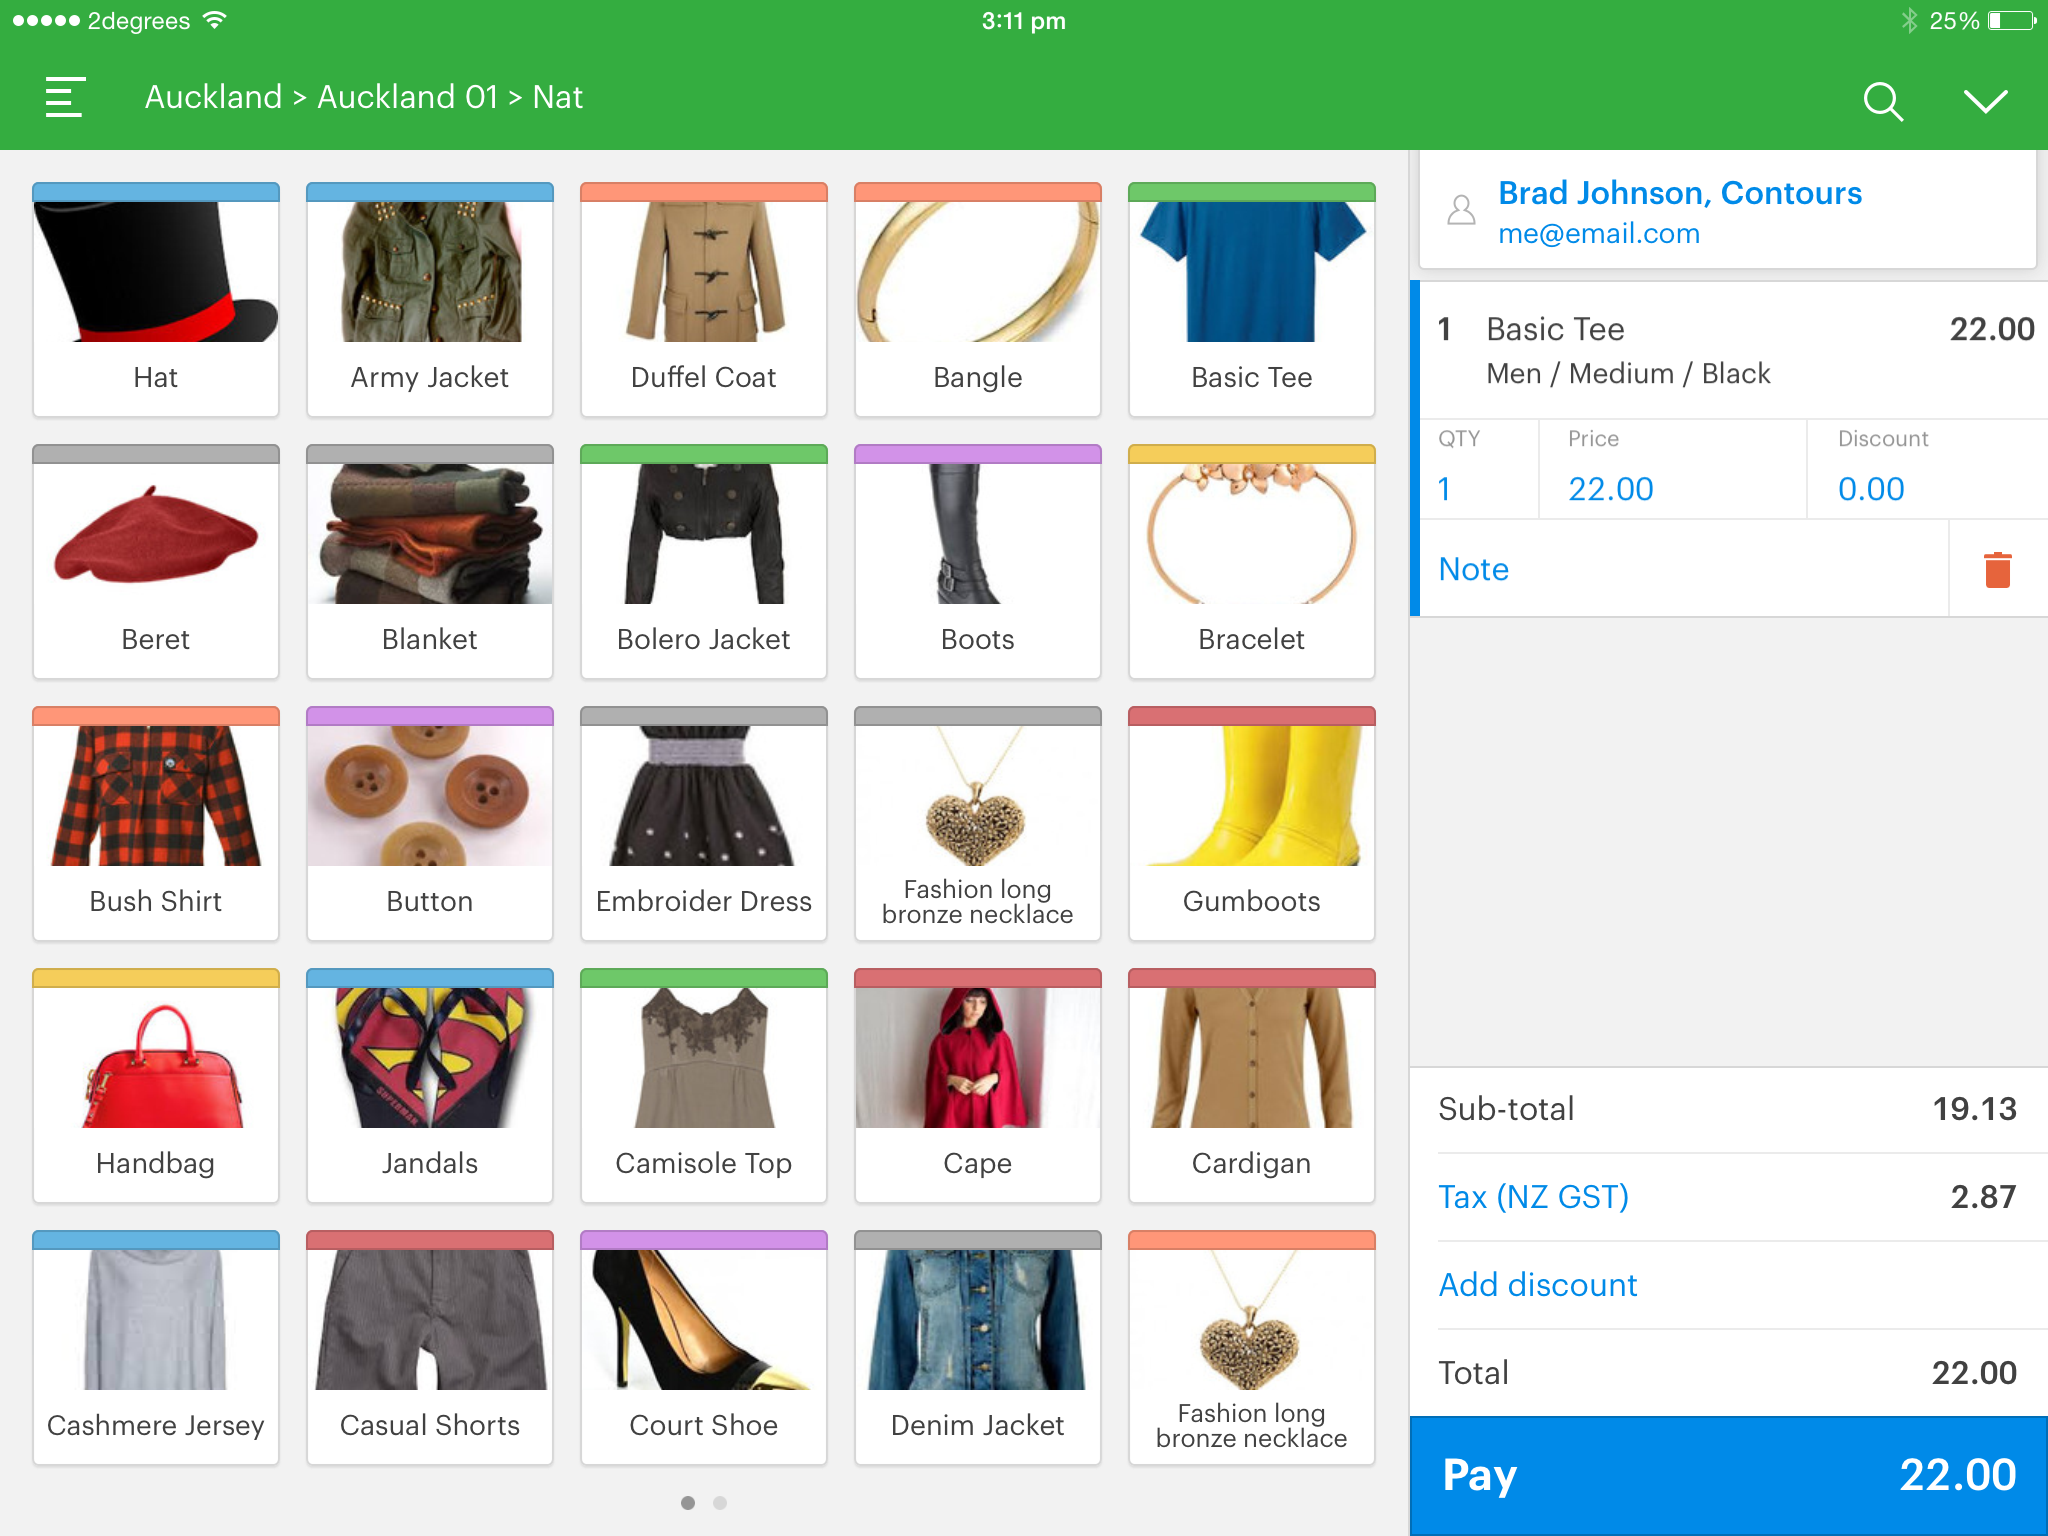 2degrees 3:11 pm 25%
Auckland > Auckland 01 > Nat
Hat
Army Jacket
Duffel Coat
Bangle
Basic Tee
Beret
Blanket
Bolero Jacket
Boots
Bracelet
Bush Shirt
Button
Embroider Dress
Fashion long
bronze necklace
Gumboots
Handbag
SUPERMAN
Jandals
Camisole Top
Cape
Cardigan
Cashmere Jersey
Casual Shorts
Court Shoe
Denim Jacket
Fashion long
bronze necklace
Brad Johnson, Contours
me@email.com
1 Basic Tee 22.00
Men / Medium / Black
QTY Price Discount
1 22.00 0.00
Note
Sub-total 19.13
Tax (NZ GST) 2.87
Add discount
Total 22.00
Pay 22.00